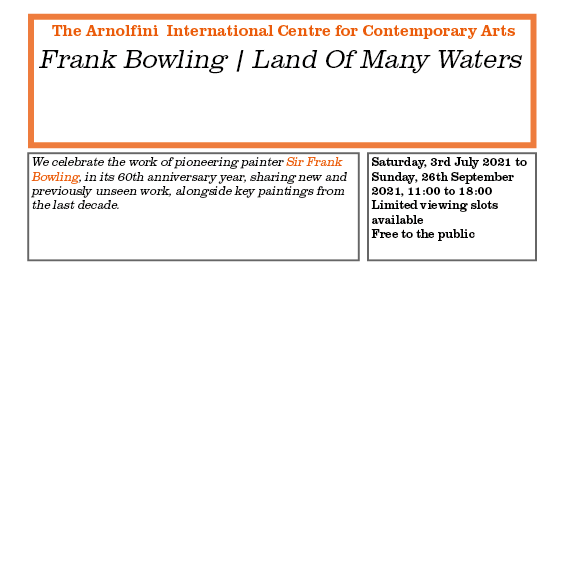 The Arnolfini International Centre for Contemporary Arts
Frank Bowling | Land Of Many Waters
We celebrate the work of pioneering painter Sir Frank
Bowling, in its 60th anniversary year, sharing new and
previously unseen work, alongside key paintings from
the last decade.
Saturday, 3rd July 2021 to
Sunday, 26th September
2021, 11:00 to 18:00
Limited viewing slots
available
Free to the public